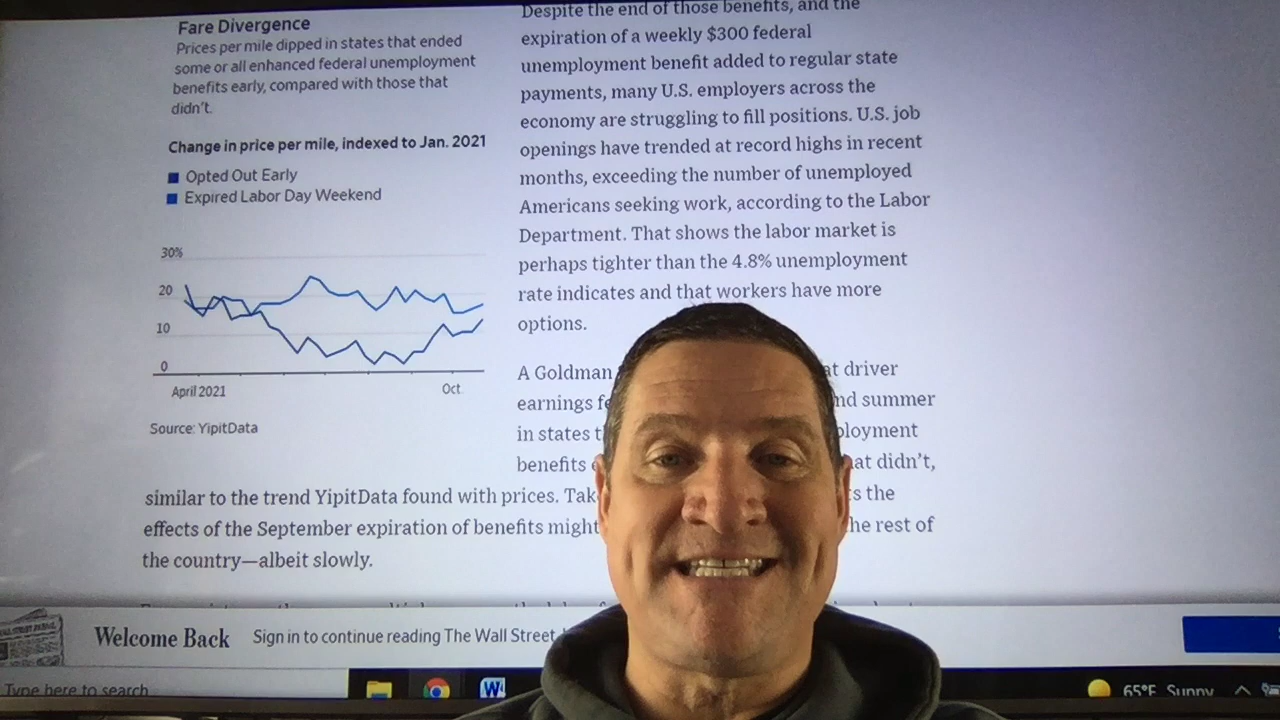 Fare Divergence
Prices per mile dipped in states that ended
some or all enhanced federal unemployment
benefits early, compared with those that
didn't.
Change in price per mile, indexed to Jan. 2021
Opted Out Early
Expired Labor Day Weekend
30%
20
10
0
April 2021
Oct.
Source: YipitData
Despite the end of those benefits, and the
expiration of a weekly $300 federal
unemployment benefit added to regular state
payments, many U.S. employers across the
economy are struggling to fill positions. U.S. job
openings have trended at record highs in recent
months, exceeding the number of unemployed
Americans seeking work, according to the Labor
Department. That shows the labor market is
perhaps tighter than the 4.8% unemployment
rate indicates and that workers have more
options.
A Goldman at driver
earnings summer
in states
benefits didn't,
similar to the trend YipitData found with prices. the
effects of the September expiration of benefits might he rest of
the country—albeit slowly.
Welcome Back
Sign in to continue reading The Wall Street
Type here to search
W
65°F Sunny